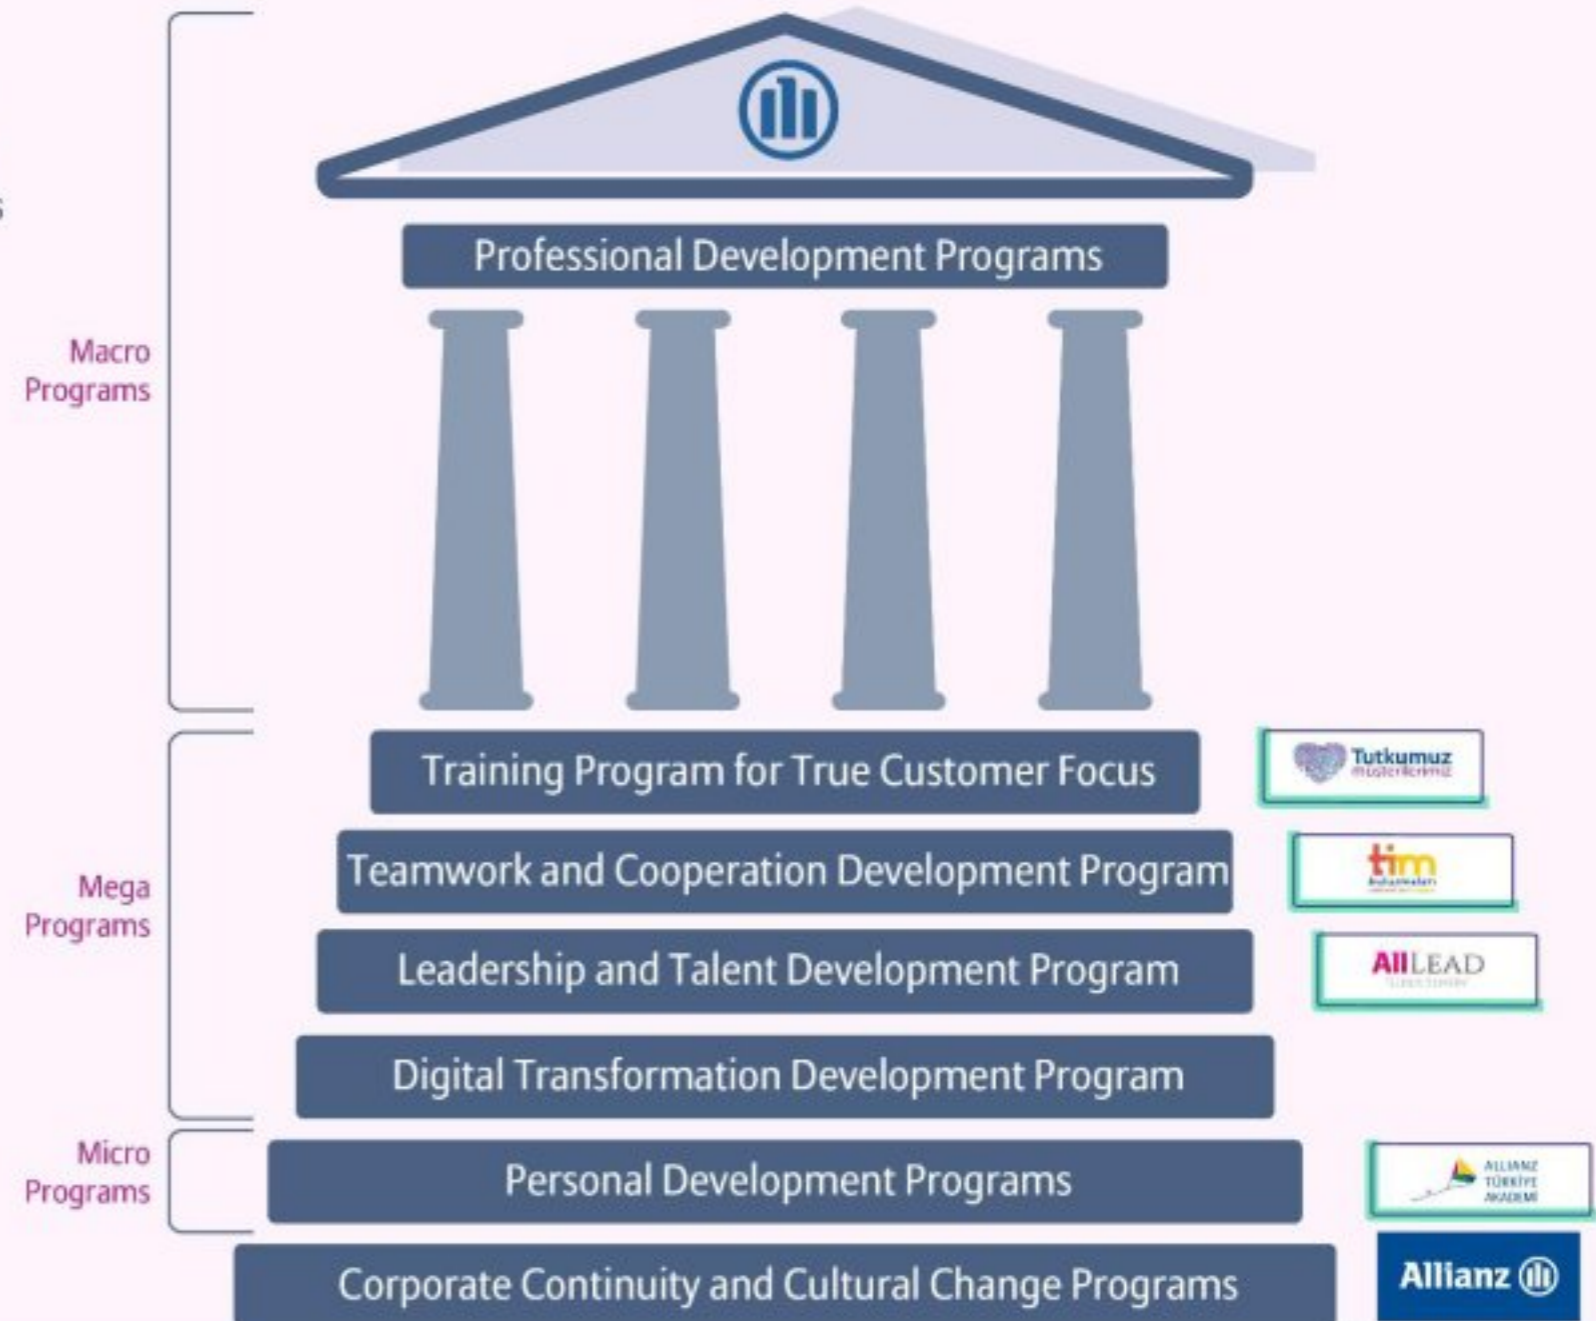 s
Professional Development Programs
Macro
Programs
Training Program for True Customer Focus
Tutkumuz
müşterilerimiz
Teamwork and Cooperation Development Program
tim
buluşmaları
Mega
Programs
Leadership and Talent Development Program
AllLEAD
Digital Transformation Development Program
Micro
Programs
Personal Development Programs
ALLIANZ
TÜRKİYE
AKADEMİ
Corporate Continuity and Cultural Change Programs
Allianz